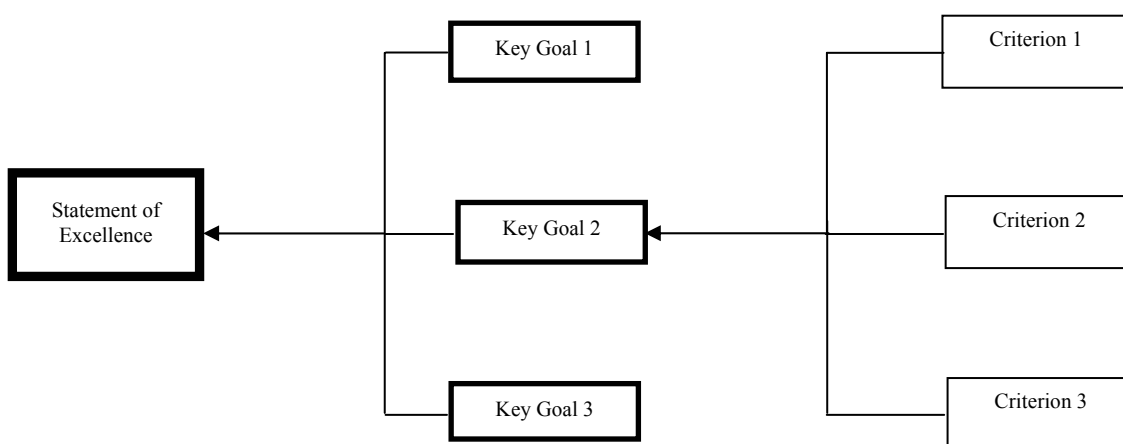 Key Goal 1
Criterion 1
Statement of
Excellence
Key Goal 2
Criterion 2
Key Goal 3
Criterion 3